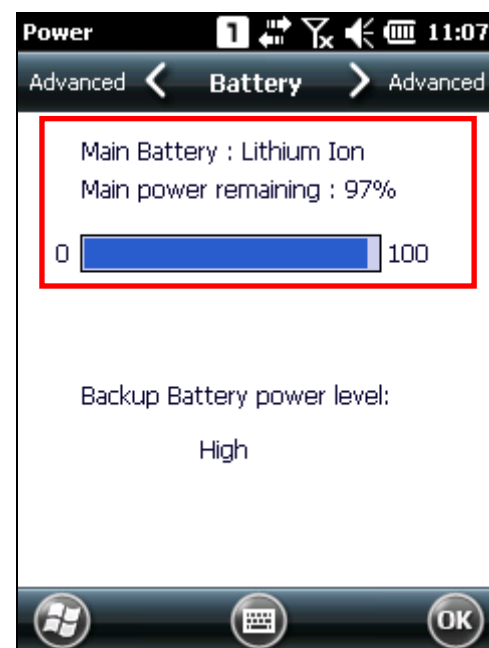 Power 1 11:07
Advanced Battery Advanced
Main Battery : Lithium Ion
Main power remaining : 97%
0 100
Backup Battery power level:
High
OK